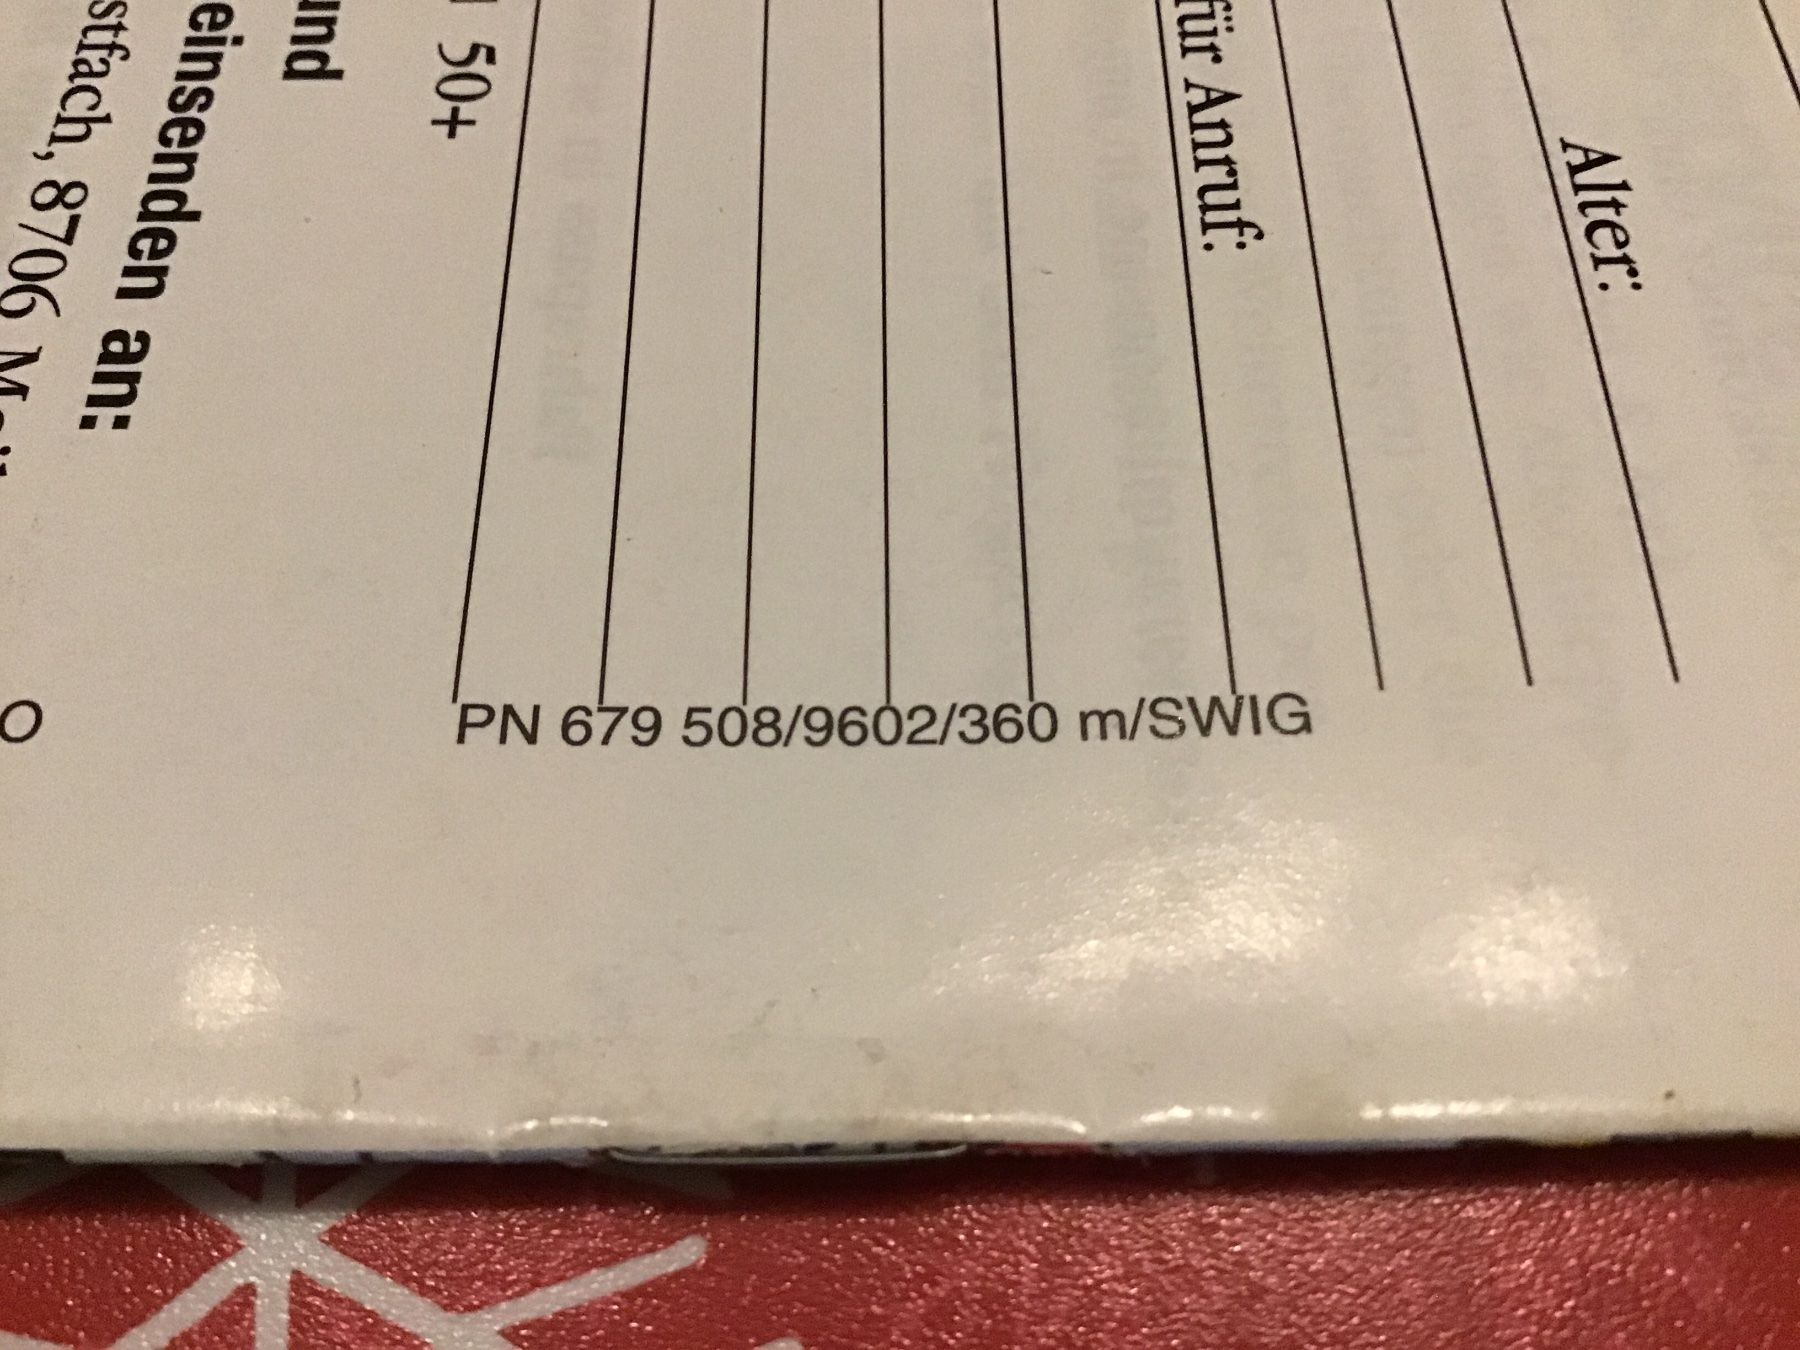 Alter:
für Anruf:
50+
und
einsenden an:
stfach, 8706
O
PN 679 508/9602/360 m/SWIG